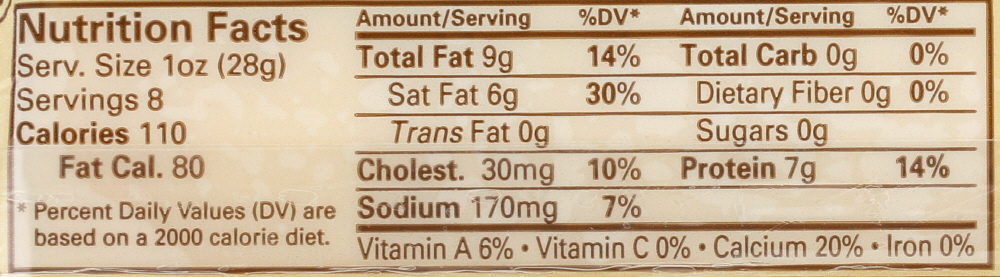 Nutrition Facts
Serv. Size 1oz (28g)
Servings 8
Calories 110
Fat Cal. 80
* Percent Daily Values (DV) are
based on a 2000 calorie diet.
Amount/Serving %DV* Amount/Serving %DV*
Total Fat 9g 14% Total Carb 0g 0%
Sat Fat 6g 30% Dietary Fiber 0g 0%
Trans Fat 0g Sugars 0g
Cholest. 30mg 10% Protein 7g 14%
Sodium 170mg 7%
Vitamin A 6% • Vitamin C 0% • Calcium 20% • Iron 0%